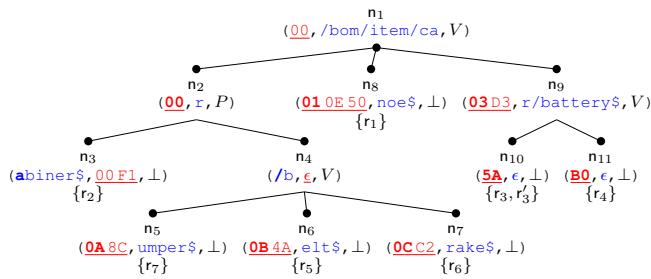 n1
(00, /bom/item/ca, V)
n2
n8
n9
(00, r, P)
(01 0E 50, noe$, ⊥)
(03 D3, r/battery$, V)
{r1}
n3
n4
n10
n11
(abiner$, 00 F1, ⊥)
(/b, ϵ, V)
(5A, ϵ, ⊥)
(B0, ϵ, ⊥)
{r2}
{r3, r′3}
{r4}
n5
n6
n7
(0A 8C, umper$, ⊥)
(0B 4A, elt$, ⊥)
(0C C2, rake$, ⊥)
{r7}
{r5}
{r6}